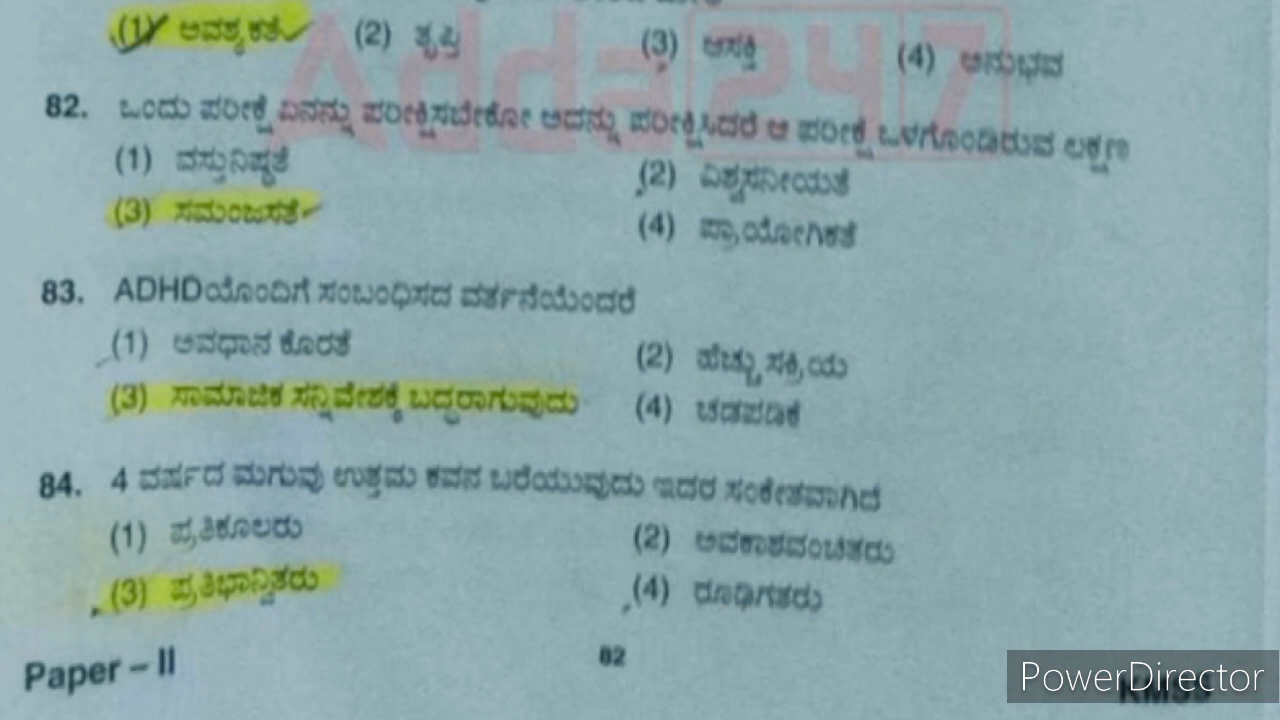 (1) ಅವಶ್ಯಕತೆ (2) ತೃಪ್ತಿ (3) ಆಸಕ್ತಿ (4) ಅನುಭವ
Adda247
82. ಒಂದು ಪರೀಕ್ಷೆ ಏನನ್ನು ಪರೀಕ್ಷಿಸಬೇಕೋ ಅದನ್ನು ಪರೀಕ್ಷಿಸಿದರೆ ಆ ಪರೀಕ್ಷೆ ಒಳಗೊಂಡಿರುವ ಲಕ್ಷಣ
(1) ವಸ್ತುನಿಷ್ಠತೆ (2) ವಿಶ್ವಸನೀಯತೆ
(3) ಸಮಂಜಸತೆ (4) ಪ್ರಾಯೋಗಿಕತೆ
83. ADHDಯೊಂದಿಗೆ ಸಂಬಂಧಿಸದ ವರ್ತನೆಯೆಂದರೆ
(1) ಅವಧಾನ ಕೊರತೆ (2) ಹೆಚ್ಚು ಸಕ್ರಿಯ
(3) ಸಾಮಾಜಿಕ ಸನ್ನಿವೇಶಕ್ಕೆ ಬದ್ಧರಾಗುವುದು (4) ಚಡಪಡಿಕೆ
84. 4 ವರ್ಷದ ಮಗುವು ಉತ್ತಮ ಕವನ ಬರೆಯುವುದು ಇದರ ಸಂಕೇತವಾಗಿದೆ
(1) ಪ್ರತಿಕೂಲರು (2) ಅವಕಾಶವಂಚಿತರು
(3) ಪ್ರತಿಭಾನ್ವಿತರು (4) ರೂಢಿಗತರು
Paper – II 82
PowerDirector